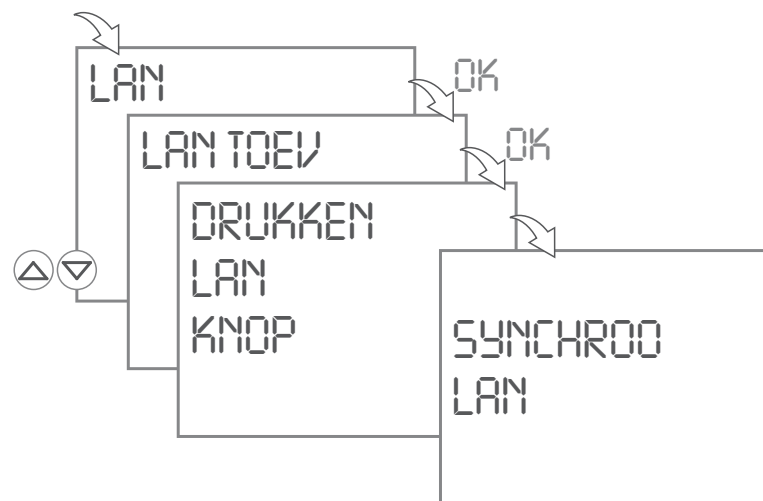 LAN
OK
LAN TOEV
OK
DRUKKEN
LAN
KNOP
SYNCHROO
LAN